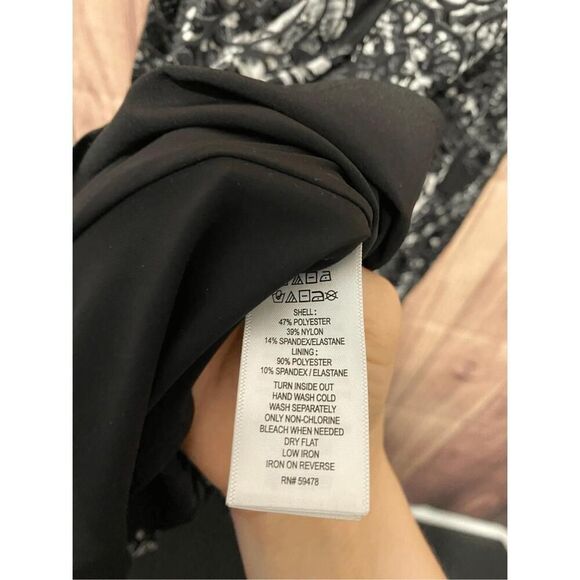 SHELL :
47% POLYESTER
39% NYLON
14% SPANDEX/ELASTANE
LINING :
90% POLYESTER
10% SPANDEX / ELASTANE
TURN INSIDE OUT
HAND WASH COLD
WASH SEPARATELY
ONLY NON-CHLORINE
BLEACH WHEN NEEDED
DRY FLAT
LOW IRON
IRON ON REVERSE
RN# 59478